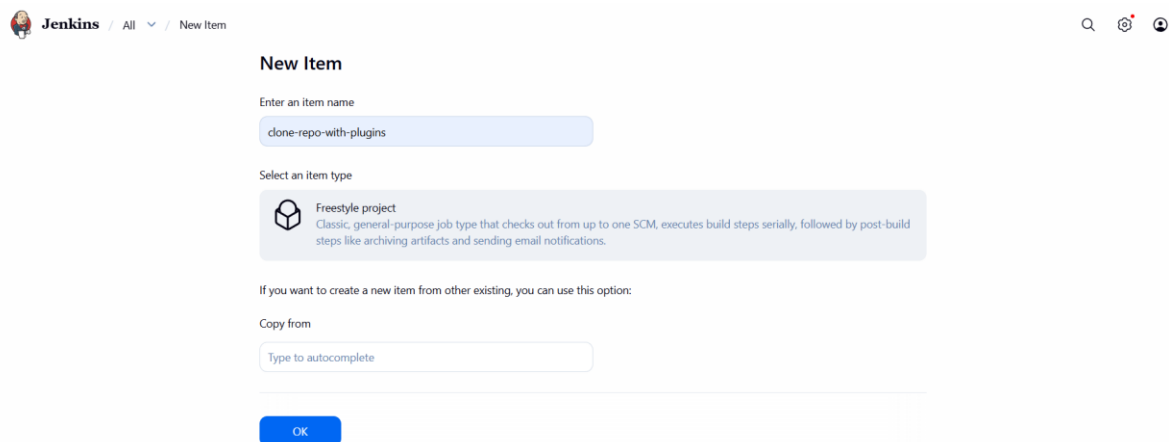 Jenkins / All / New Item
New Item
Enter an item name
clone-repo-with-plugins
Select an item type
Freestyle project
Classic, general-purpose job type that checks out from up to one SCM, executes build steps serially, followed by post-build
steps like archiving artifacts and sending email notifications.
If you want to create a new item from other existing, you can use this option:
Copy from
Type to autocomplete
OK